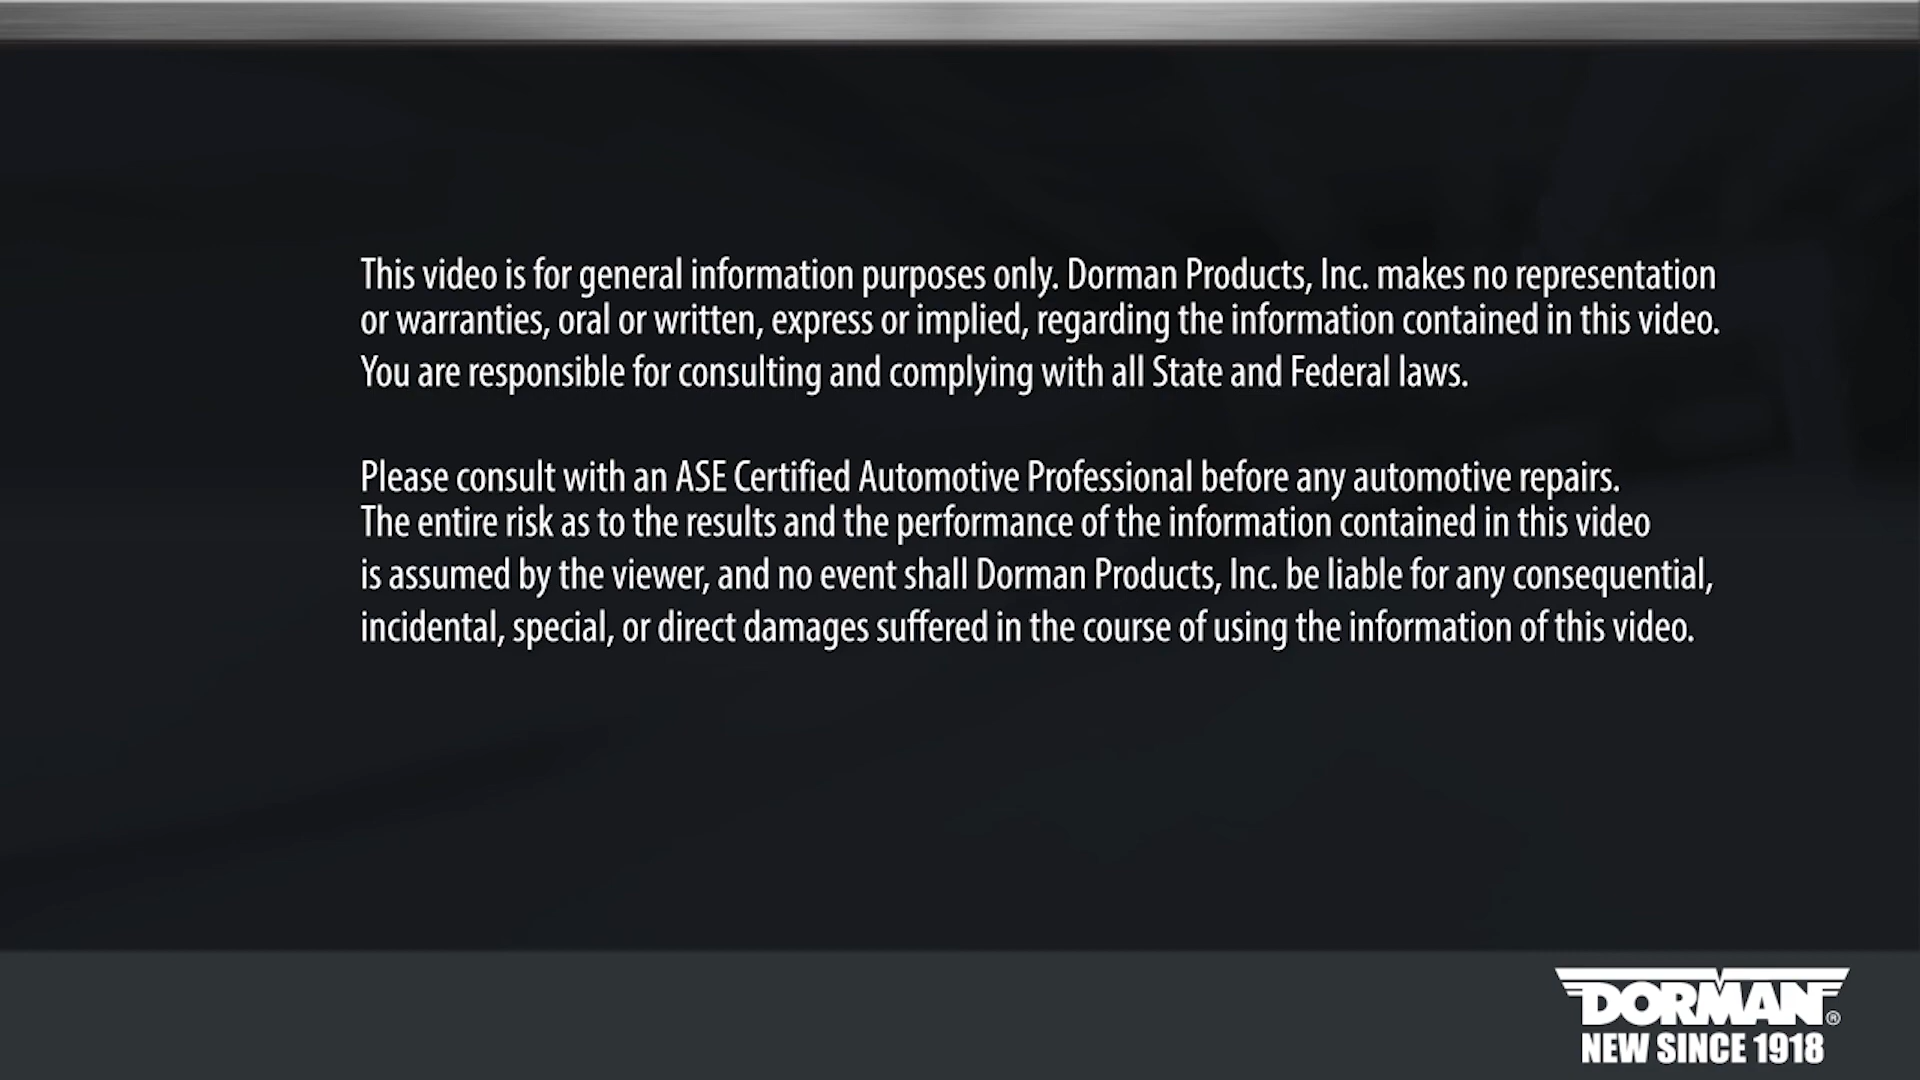 This video is for general information purposes only. Dorman Products, Inc. makes no representation
or warranties, oral or written, express or implied, regarding the information contained in this video.
You are responsible for consulting and complying with all State and Federal laws.
Please consult with an ASE Certified Automotive Professional before any automotive repairs.
The entire risk as to the results and the performance of the information contained in this video
is assumed by the viewer, and no event shall Dorman Products, Inc. be liable for any consequential,
incidental, special, or direct damages suffered in the course of using the information of this video.
DORMAN®
NEW SINCE 1918